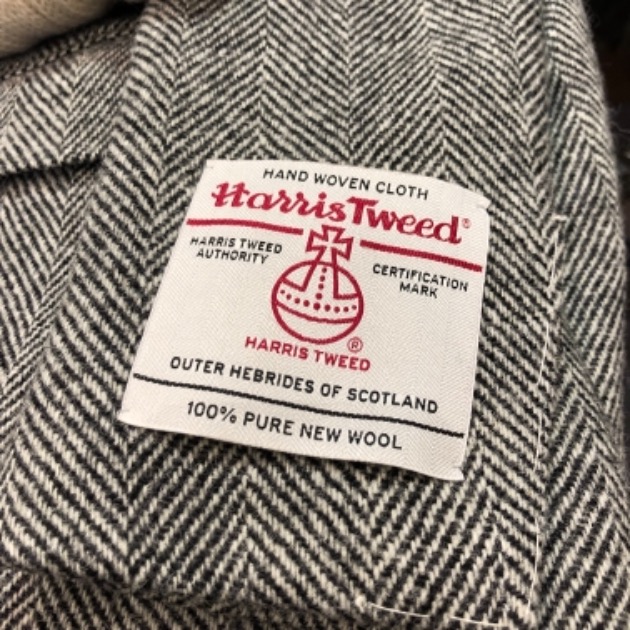 HAND WOVEN CLOTH
Harris Tweed®
HARRIS TWEED
AUTHORITY
CERTIFICATION
MARK
®
HARRIS TWEED
OUTER HEBRIDES OF SCOTLAND
100% PURE NEW WOOL